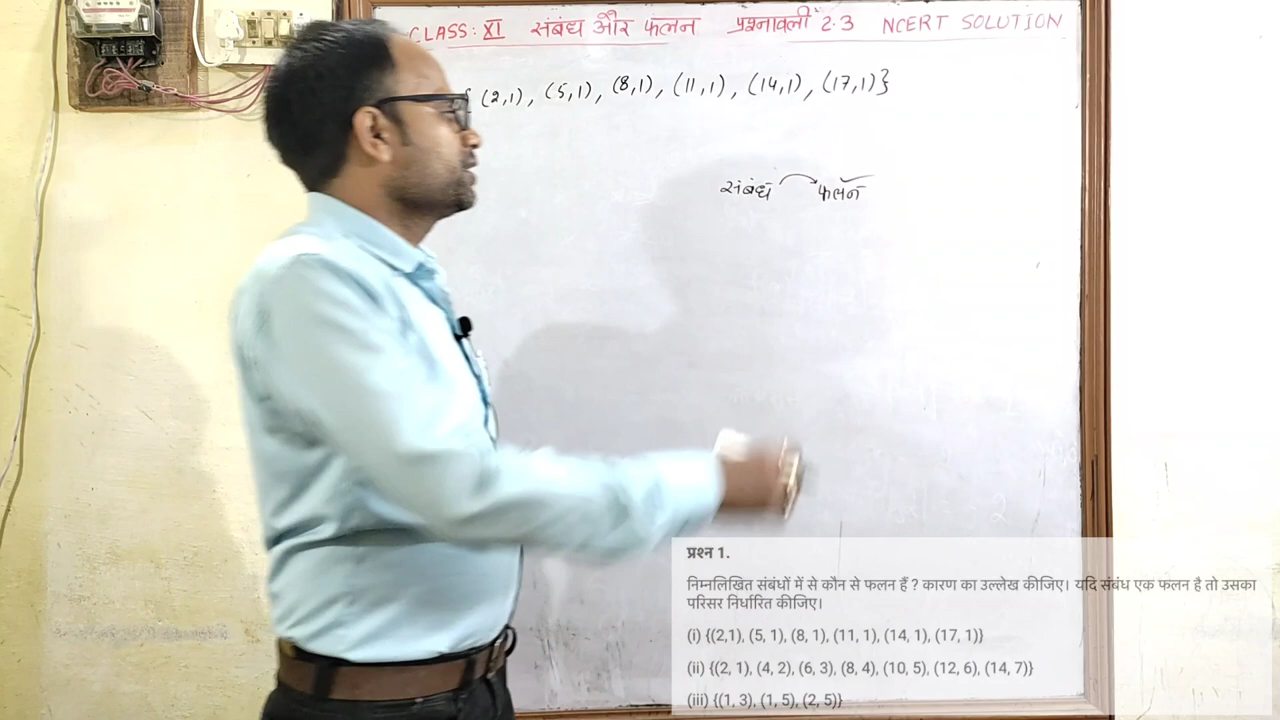 CLASS: XI संबंध और फलन प्रश्नावली 2.3 NCERT SOLUTION
{ (2,1), (5,1), (8,1), (11,1), (14,1), (17,1)}
संबंध फलन
प्रश्न 1.
निम्नलिखित संबंधों में से कौन से फलन हैं ? कारण का उल्लेख कीजिए। यदि संबंध एक फलन है तो उसका
परिसर निर्धारित कीजिए।
(i) {(2,1), (5, 1), (8, 1), (11, 1), (14, 1), (17, 1)}
(ii) {(2, 1), (4, 2), (6, 3), (8, 4), (10, 5), (12, 6), (14, 7)}
(iii) {(1, 3), (1, 5), (2, 5)}